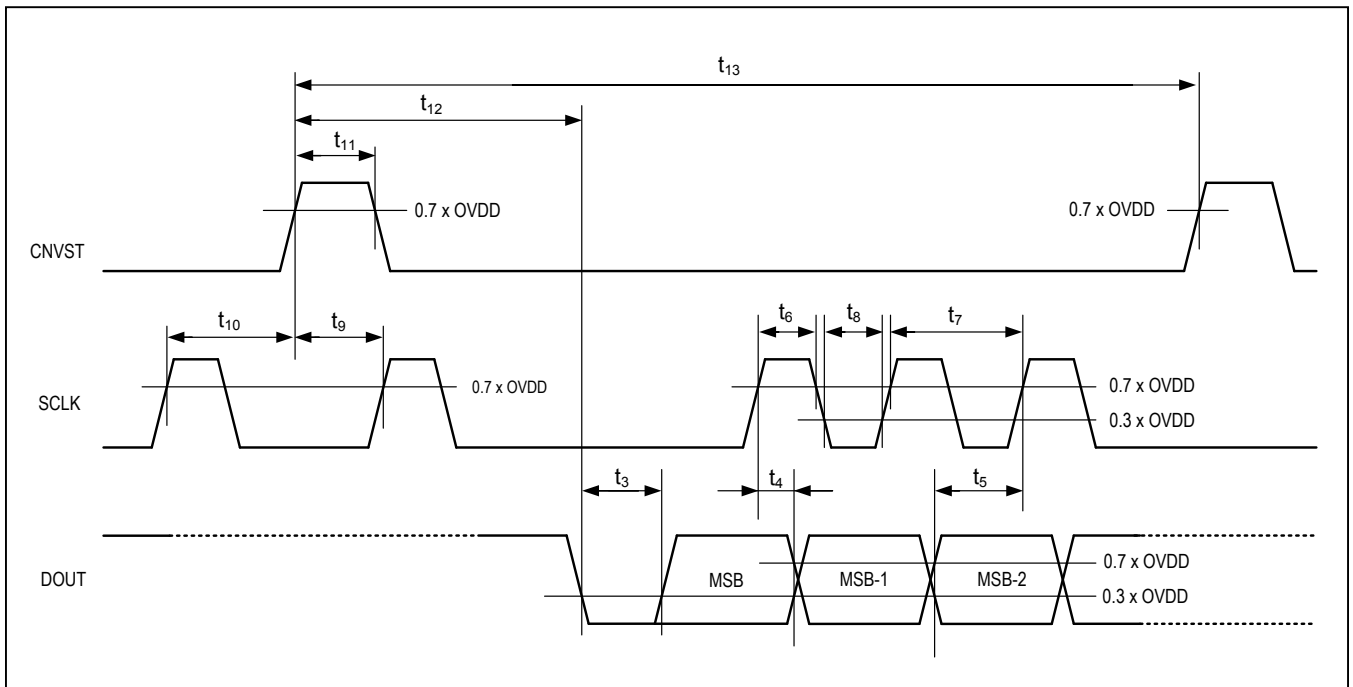 t13
t12
t11
0.7 x OVDD
0.7 x OVDD
CNVST
t10
t9
t6
t8
t7
0.7 x OVDD
0.7 x OVDD
SCLK
0.3 x OVDD
t3
t4
t5
0.7 x OVDD
DOUT
MSB
MSB-1
MSB-2
0.3 x OVDD